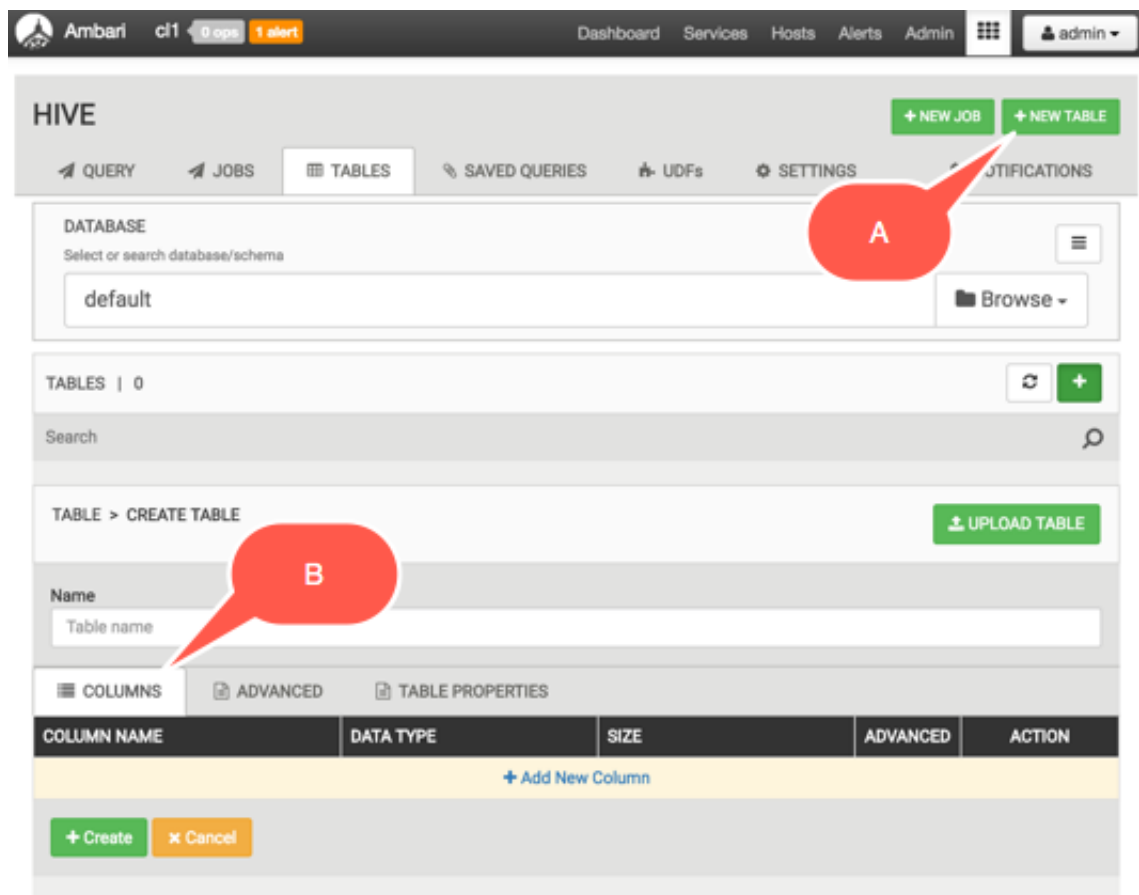 Ambari cl1 0 ops 1 alert Dashboard Services Hosts Alerts Admin admin
HIVE + NEW JOB + NEW TABLE
QUERY JOBS TABLES SAVED QUERIES UDFs SETTINGS OTIFICATIONS
DATABASE
A
Select or search database/schema
default Browse
TABLES | 0
Search
TABLE > CREATE TABLE UPLOAD TABLE
B
Name
Table name
COLUMNS ADVANCED TABLE PROPERTIES
COLUMN NAME DATA TYPE SIZE ADVANCED ACTION
+ Add New Column
+ Create × Cancel